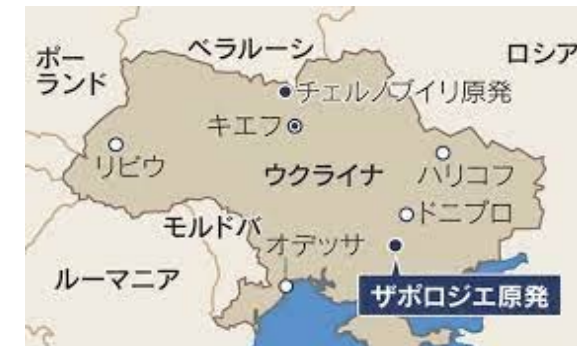 ポー
ランド
ベラルーシ
ロシア
チェルノブイリ原発
キエフ
リビウ
ウクライナ
ハリコフ
ドニプロ
モルドバ
オデッサ
ルーマニア
ザポロジエ原発